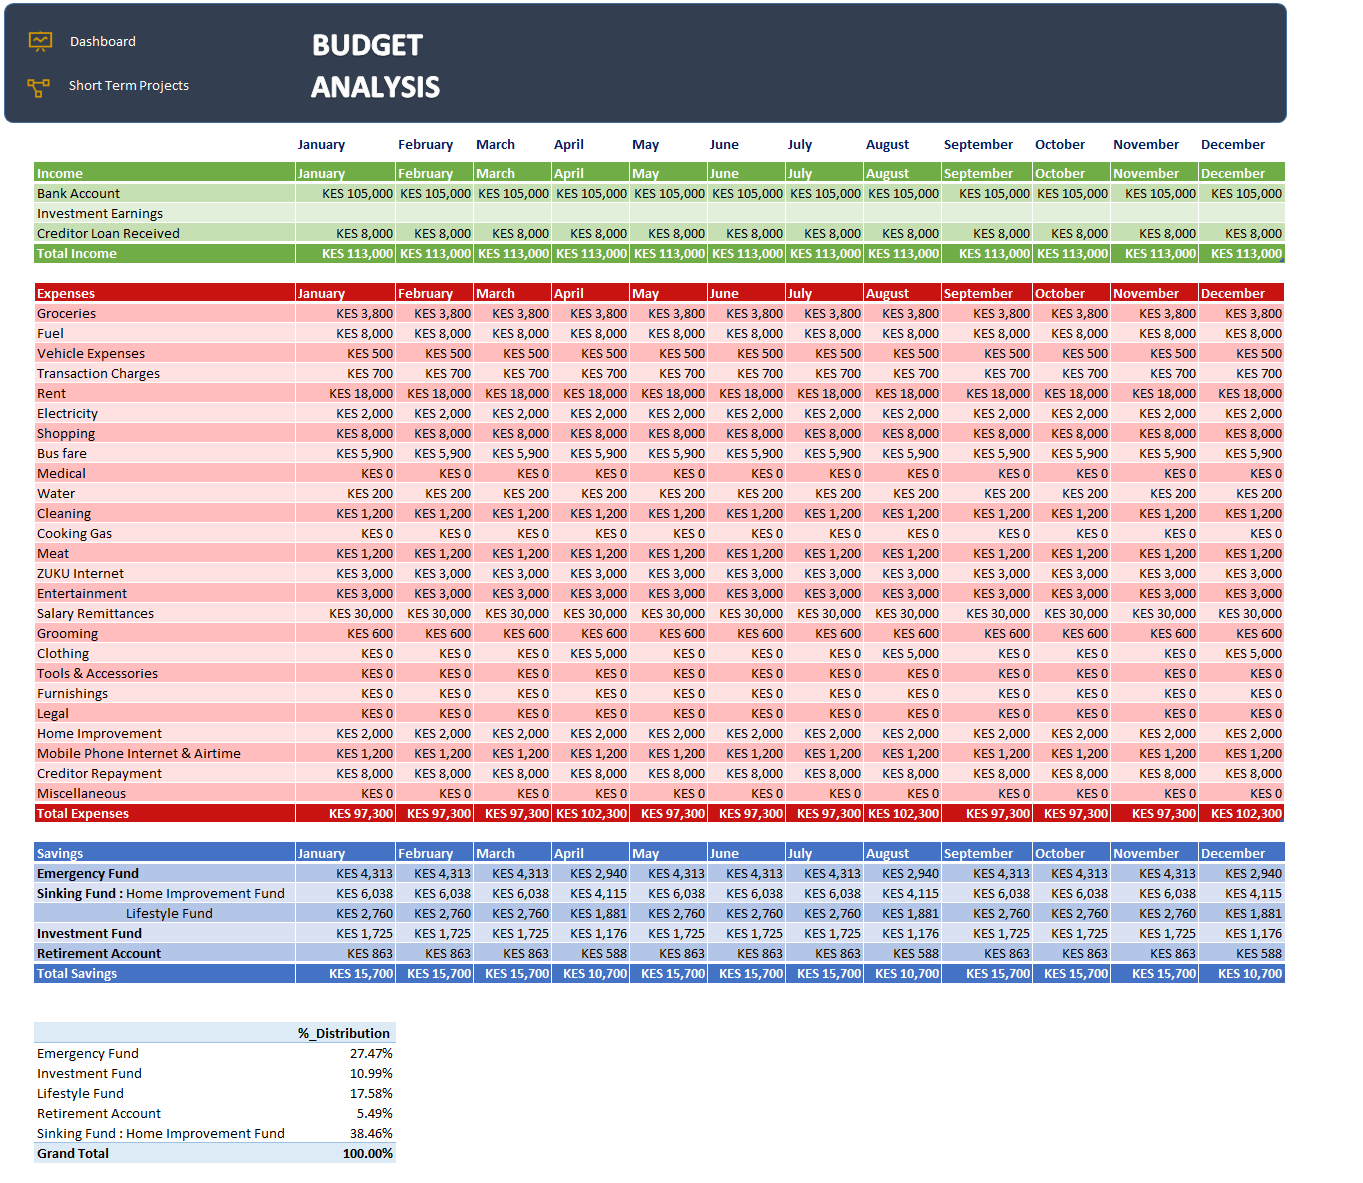 Dashboard
BUDGET
Short Term Projects
ANALYSIS
January February March April May June July August September October November December
Income January February March April May June July August September October November December
Bank Account KES 105,000 KES 105,000 KES 105,000 KES 105,000 KES 105,000 KES 105,000 KES 105,000 KES 105,000 KES 105,000 KES 105,000 KES 105,000 KES 105,000
Investment Earnings
Creditor Loan Received KES 8,000 KES 8,000 KES 8,000 KES 8,000 KES 8,000 KES 8,000 KES 8,000 KES 8,000 KES 8,000 KES 8,000 KES 8,000 KES 8,000
Total Income KES 113,000 KES 113,000 KES 113,000 KES 113,000 KES 113,000 KES 113,000 KES 113,000 KES 113,000 KES 113,000 KES 113,000 KES 113,000 KES 113,000
Expenses January February March April May June July August September October November December
Groceries KES 3,800 KES 3,800 KES 3,800 KES 3,800 KES 3,800 KES 3,800 KES 3,800 KES 3,800 KES 3,800 KES 3,800 KES 3,800 KES 3,800
Fuel KES 8,000 KES 8,000 KES 8,000 KES 8,000 KES 8,000 KES 8,000 KES 8,000 KES 8,000 KES 8,000 KES 8,000 KES 8,000 KES 8,000
Vehicle Expenses KES 500 KES 500 KES 500 KES 500 KES 500 KES 500 KES 500 KES 500 KES 500 KES 500 KES 500 KES 500
Transaction Charges KES 700 KES 700 KES 700 KES 700 KES 700 KES 700 KES 700 KES 700 KES 700 KES 700 KES 700 KES 700
Rent KES 18,000 KES 18,000 KES 18,000 KES 18,000 KES 18,000 KES 18,000 KES 18,000 KES 18,000 KES 18,000 KES 18,000 KES 18,000 KES 18,000
Electricity KES 2,000 KES 2,000 KES 2,000 KES 2,000 KES 2,000 KES 2,000 KES 2,000 KES 2,000 KES 2,000 KES 2,000 KES 2,000 KES 2,000
Shopping KES 8,000 KES 8,000 KES 8,000 KES 8,000 KES 8,000 KES 8,000 KES 8,000 KES 8,000 KES 8,000 KES 8,000 KES 8,000 KES 8,000
Bus fare KES 5,900 KES 5,900 KES 5,900 KES 5,900 KES 5,900 KES 5,900 KES 5,900 KES 5,900 KES 5,900 KES 5,900 KES 5,900 KES 5,900
Medical KES 0 KES 0 KES 0 KES 0 KES 0 KES 0 KES 0 KES 0 KES 0 KES 0 KES 0 KES 0
Water KES 200 KES 200 KES 200 KES 200 KES 200 KES 200 KES 200 KES 200 KES 200 KES 200 KES 200 KES 200
Cleaning KES 1,200 KES 1,200 KES 1,200 KES 1,200 KES 1,200 KES 1,200 KES 1,200 KES 1,200 KES 1,200 KES 1,200 KES 1,200 KES 1,200
Cooking Gas KES 0 KES 0 KES 0 KES 0 KES 0 KES 0 KES 0 KES 0 KES 0 KES 0 KES 0 KES 0
Meat KES 1,200 KES 1,200 KES 1,200 KES 1,200 KES 1,200 KES 1,200 KES 1,200 KES 1,200 KES 1,200 KES 1,200 KES 1,200 KES 1,200
ZUKU Internet KES 3,000 KES 3,000 KES 3,000 KES 3,000 KES 3,000 KES 3,000 KES 3,000 KES 3,000 KES 3,000 KES 3,000 KES 3,000 KES 3,000
Entertainment KES 3,000 KES 3,000 KES 3,000 KES 3,000 KES 3,000 KES 3,000 KES 3,000 KES 3,000 KES 3,000 KES 3,000 KES 3,000 KES 3,000
Salary Remittances KES 30,000 KES 30,000 KES 30,000 KES 30,000 KES 30,000 KES 30,000 KES 30,000 KES 30,000 KES 30,000 KES 30,000 KES 30,000 KES 30,000
Grooming KES 600 KES 600 KES 600 KES 600 KES 600 KES 600 KES 600 KES 600 KES 600 KES 600 KES 600 KES 600
Clothing KES 0 KES 0 KES 0 KES 5,000 KES 0 KES 0 KES 0 KES 5,000 KES 0 KES 0 KES 0 KES 5,000
Tools & Accessories KES 0 KES 0 KES 0 KES 0 KES 0 KES 0 KES 0 KES 0 KES 0 KES 0 KES 0 KES 0
Furnishings KES 0 KES 0 KES 0 KES 0 KES 0 KES 0 KES 0 KES 0 KES 0 KES 0 KES 0 KES 0
Legal KES 0 KES 0 KES 0 KES 0 KES 0 KES 0 KES 0 KES 0 KES 0 KES 0 KES 0 KES 0
Home Improvement KES 2,000 KES 2,000 KES 2,000 KES 2,000 KES 2,000 KES 2,000 KES 2,000 KES 2,000 KES 2,000 KES 2,000 KES 2,000 KES 2,000
Mobile Phone Internet & Airtime KES 1,200 KES 1,200 KES 1,200 KES 1,200 KES 1,200 KES 1,200 KES 1,200 KES 1,200 KES 1,200 KES 1,200 KES 1,200 KES 1,200
Creditor Repayment KES 8,000 KES 8,000 KES 8,000 KES 8,000 KES 8,000 KES 8,000 KES 8,000 KES 8,000 KES 8,000 KES 8,000 KES 8,000 KES 8,000
Miscellaneous KES 0 KES 0 KES 0 KES 0 KES 0 KES 0 KES 0 KES 0 KES 0 KES 0 KES 0 KES 0
Total Expenses KES 97,300 KES 97,300 KES 97,300 KES 102,300 KES 97,300 KES 97,300 KES 97,300 KES 102,300 KES 97,300 KES 97,300 KES 97,300 KES 102,300
Savings January February March April May June July August September October November December
Emergency Fund KES 4,313 KES 4,313 KES 4,313 KES 2,940 KES 4,313 KES 4,313 KES 4,313 KES 2,940 KES 4,313 KES 4,313 KES 4,313 KES 2,940
Sinking Fund : Home Improvement Fund KES 6,038 KES 6,038 KES 6,038 KES 4,115 KES 6,038 KES 6,038 KES 6,038 KES 4,115 KES 6,038 KES 6,038 KES 6,038 KES 4,115
Lifestyle Fund KES 2,760 KES 2,760 KES 2,760 KES 1,881 KES 2,760 KES 2,760 KES 2,760 KES 1,881 KES 2,760 KES 2,760 KES 2,760 KES 1,881
Investment Fund KES 1,725 KES 1,725 KES 1,725 KES 1,176 KES 1,725 KES 1,725 KES 1,725 KES 1,176 KES 1,725 KES 1,725 KES 1,725 KES 1,176
Retirement Account KES 863 KES 863 KES 863 KES 588 KES 863 KES 863 KES 863 KES 588 KES 863 KES 863 KES 863 KES 588
Total Savings KES 15,700 KES 15,700 KES 15,700 KES 10,700 KES 15,700 KES 15,700 KES 15,700 KES 10,700 KES 15,700 KES 15,700 KES 15,700 KES 10,700
%_Distribution
Emergency Fund 27.47%
Investment Fund 10.99%
Lifestyle Fund 17.58%
Retirement Account 5.49%
Sinking Fund : Home Improvement Fund 38.46%
Grand Total 100.00%